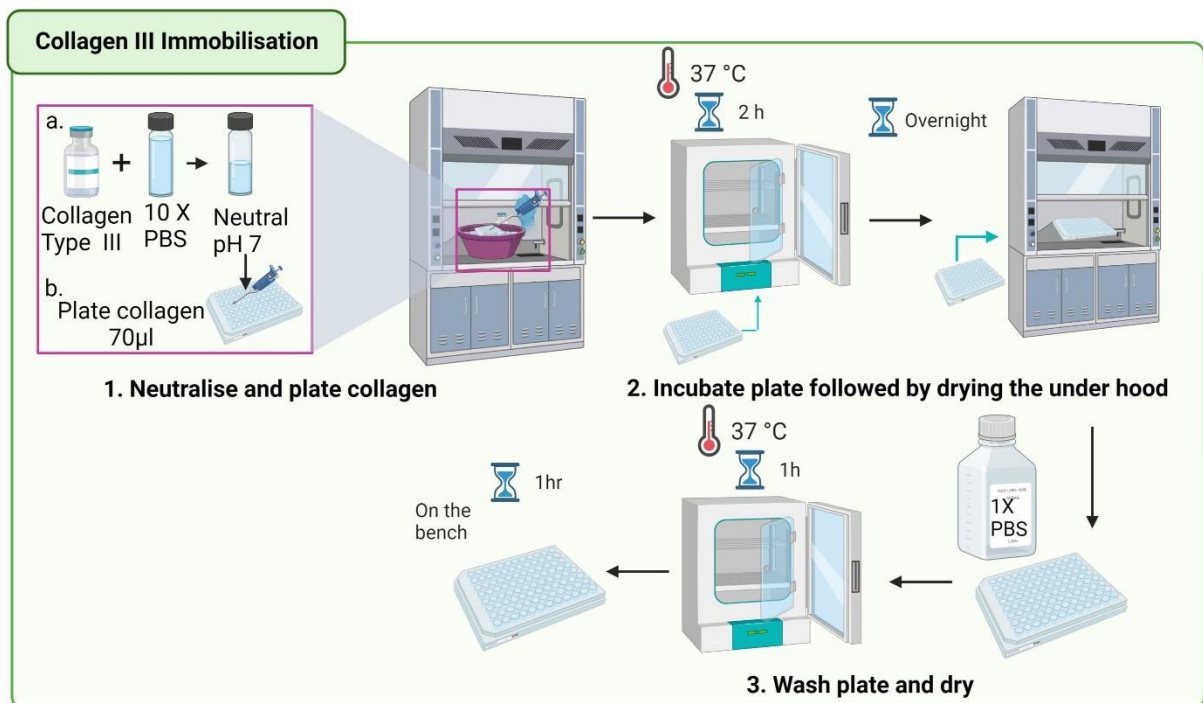 Collagen III Immobilisation
a.
+
Collagen
Type III
10 X
PBS
Neutral
pH 7
b.
Plate collagen
70µl
37 °C
2 h
Overnight
1. Neutralise and plate collagen
2. Incubate plate followed by drying the under hood
1X
PBS
37 °C
1h
1hr
On the
bench
3. Wash plate and dry